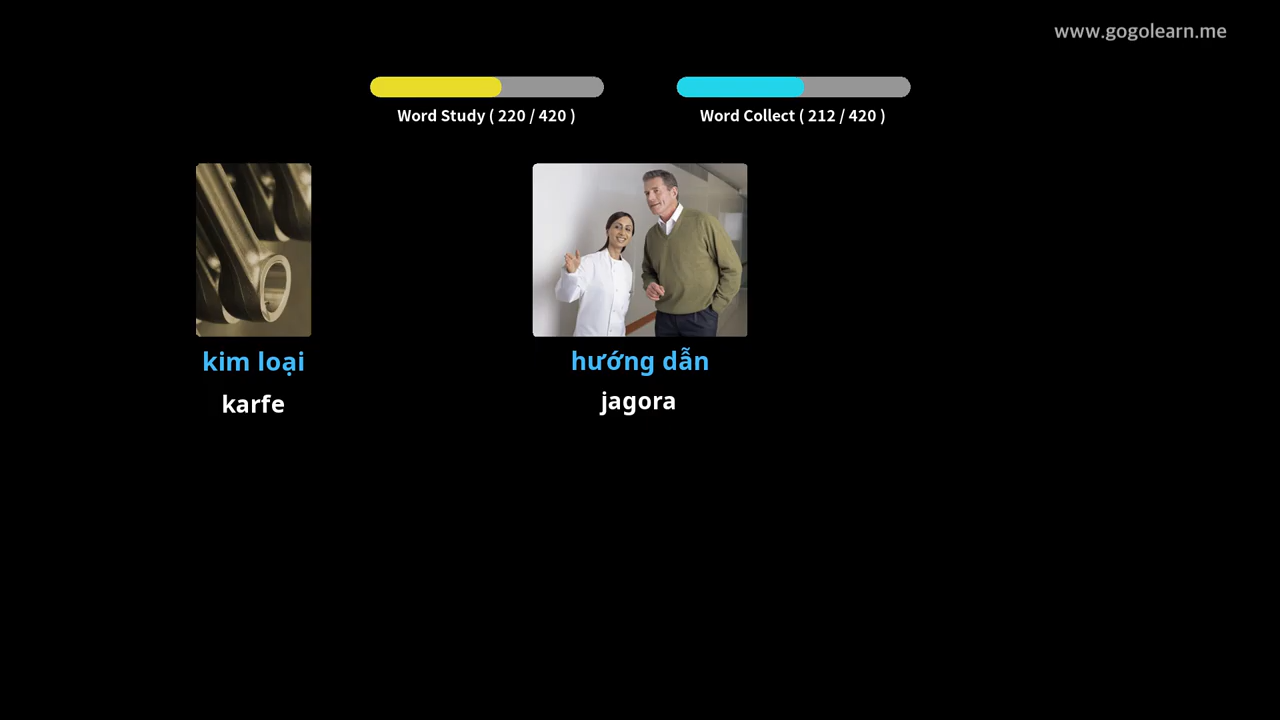 www.gogolearn.me
Word Study ( 220 / 420 )
Word Collect ( 212 / 420 )
kim loại
karfe
hướng dẫn
jagora